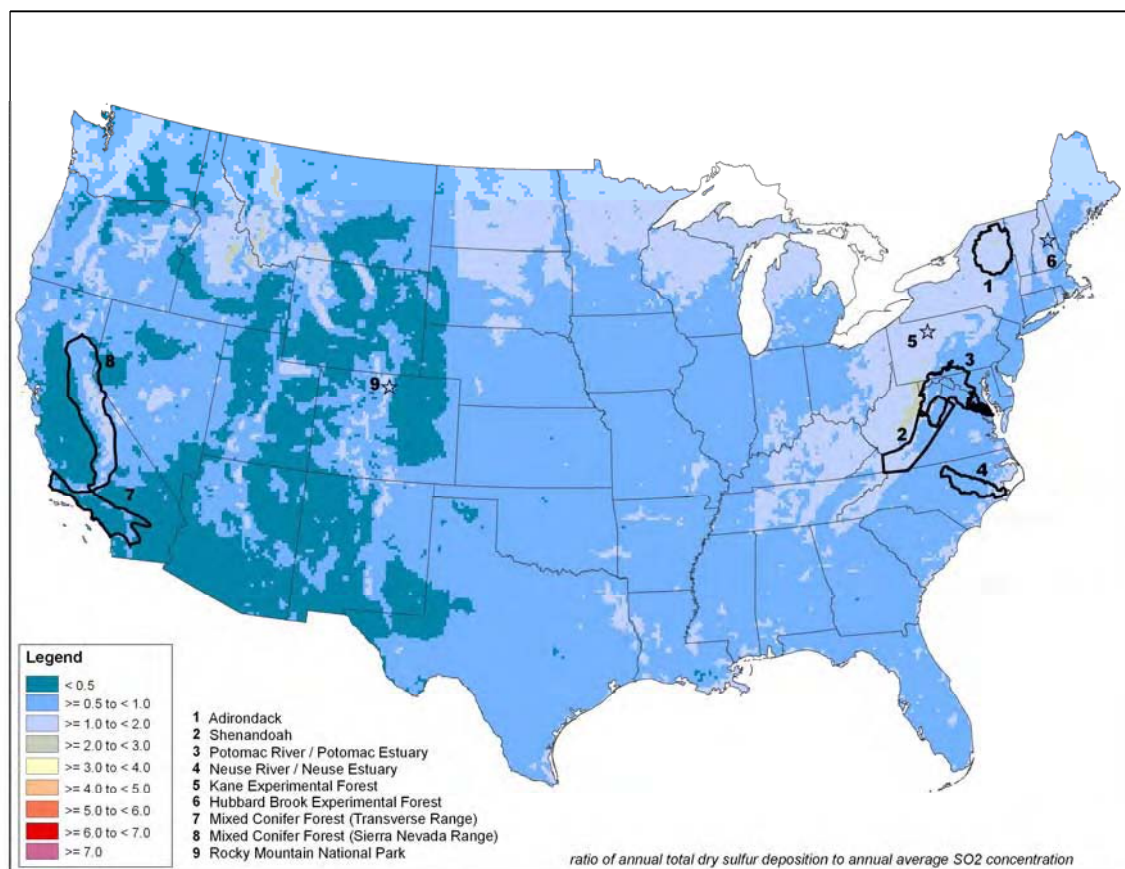 1
6
5
3
2
4
8
9
7
Legend
< 0.5
>= 0.5 to < 1.0
>= 1.0 to < 2.0
>= 2.0 to < 3.0
>= 3.0 to < 4.0
>= 4.0 to < 5.0
>= 5.0 to < 6.0
>= 6.0 to < 7.0
>= 7.0
1 Adirondack
2 Shenandoah
3 Potomac River / Potomac Estuary
4 Neuse River / Neuse Estuary
5 Kane Experimental Forest
6 Hubbard Brook Experimental Forest
7 Mixed Conifer Forest (Transverse Range)
8 Mixed Conifer Forest (Sierra Nevada Range)
9 Rocky Mountain National Park
ratio of annual total dry sulfur deposition to annual average SO2 concentration